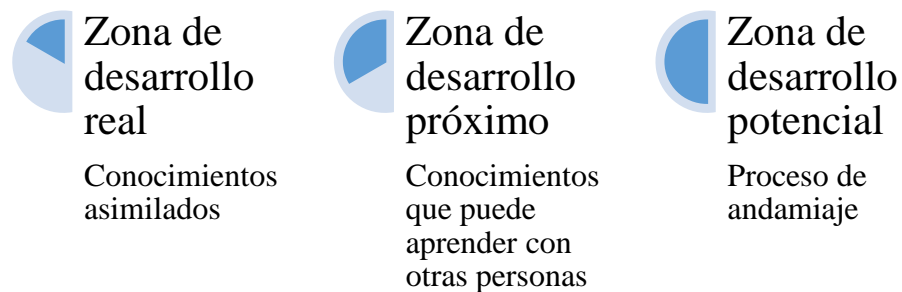 Zona de
desarrollo
real
Conocimientos
asimilados
Zona de
desarrollo
próximo
Conocimientos
que puede
aprender con
otras personas
Zona de
desarrollo
potencial
Proceso de
andamiaje